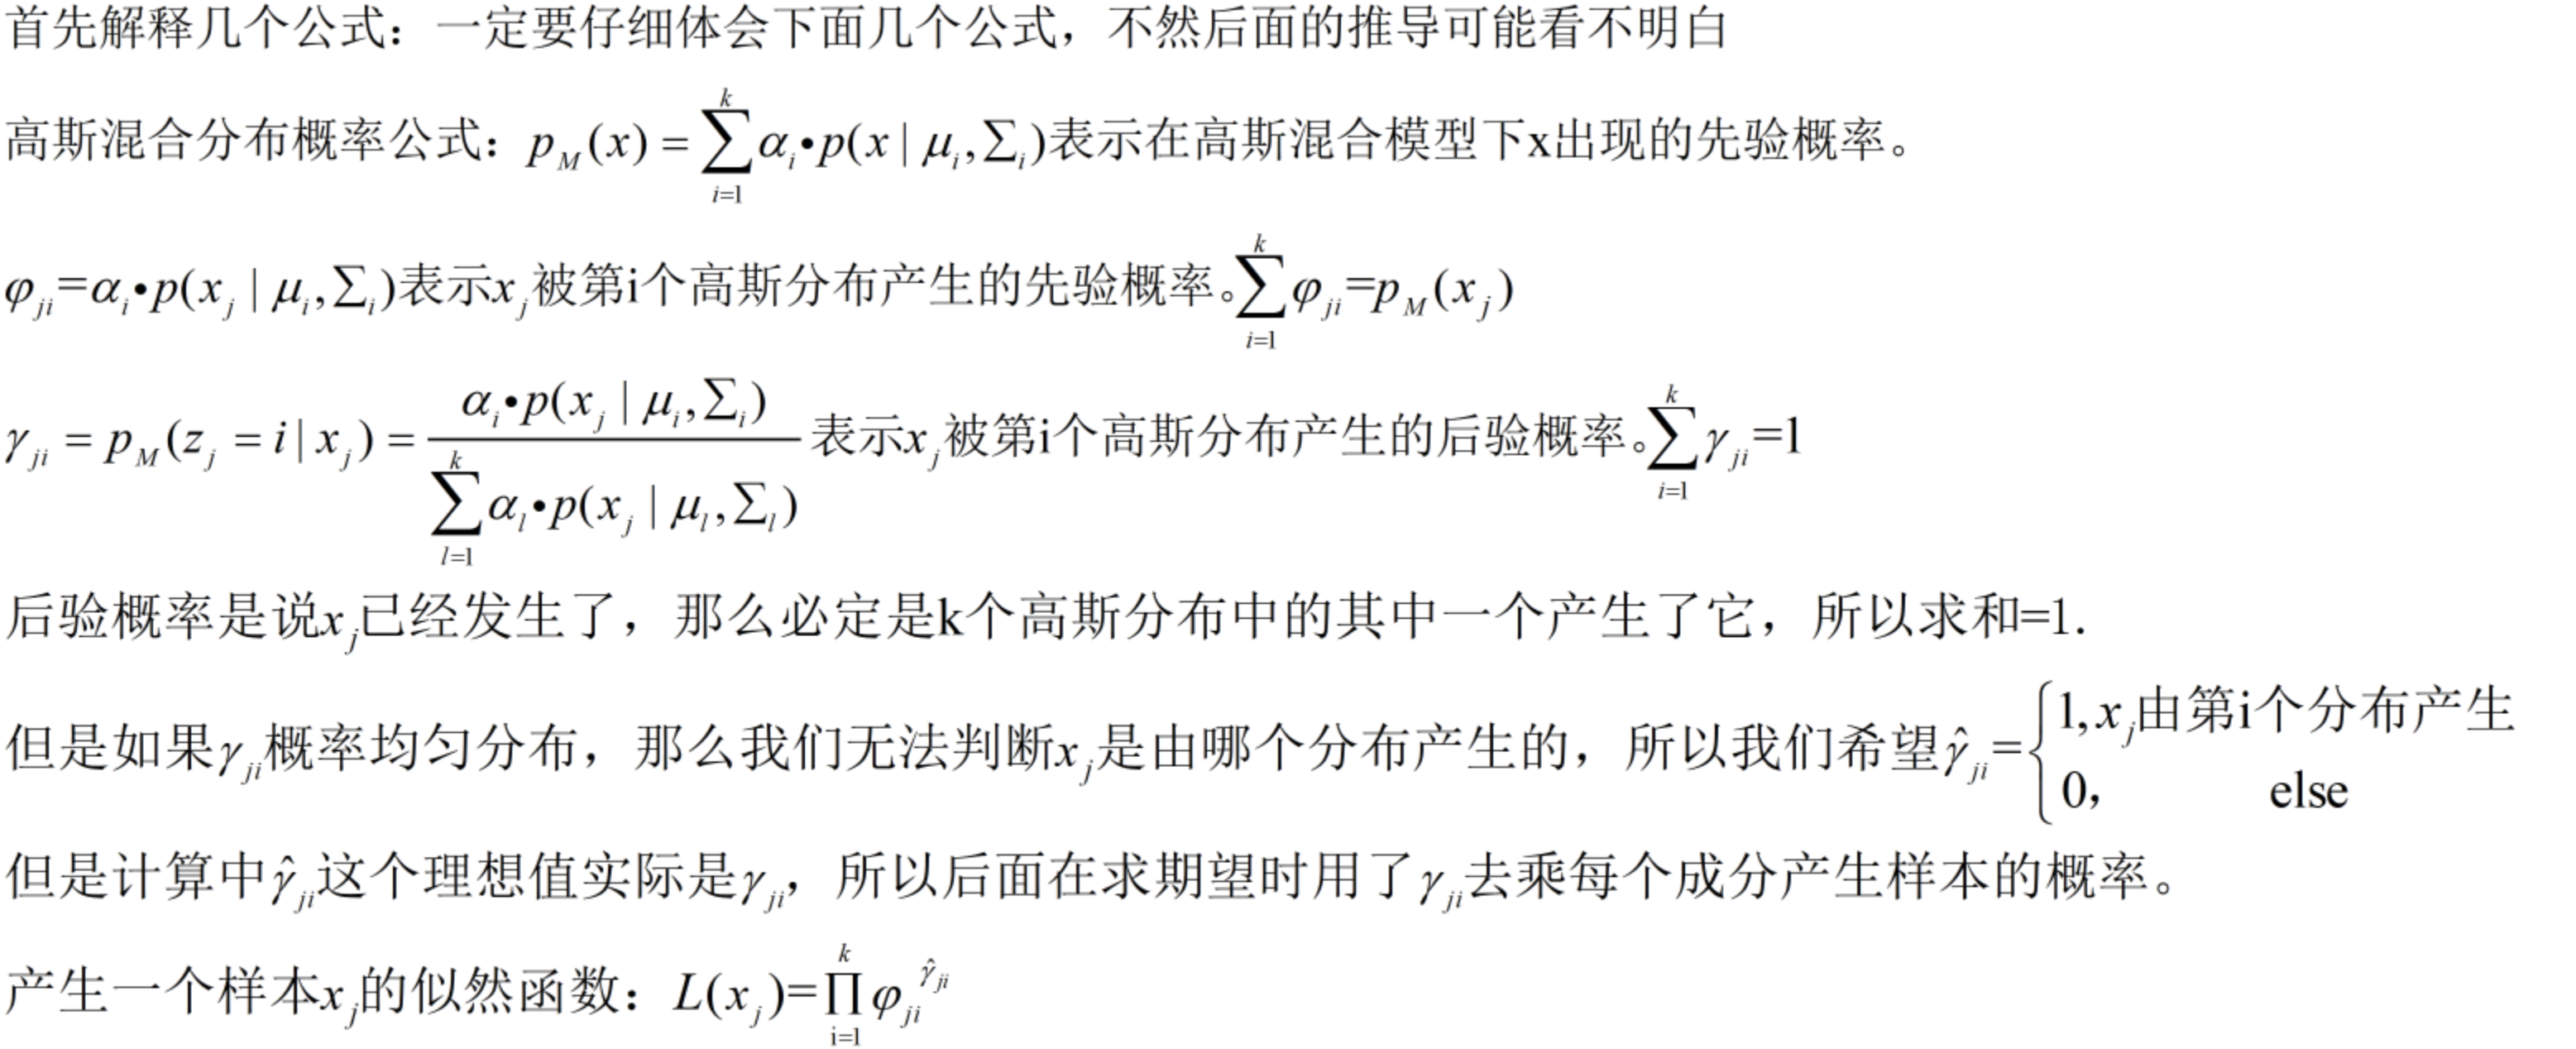 首先解释几个公式：一定要仔细体会下面几个公式，不然后面的推导可能看不明白
高斯混合分布概率公式：$p_M(x) = \sum_{i=1}^{k} \alpha_i \bullet p(x \mid \mu_i, \Sigma_i)$表示在高斯混合模型下x出现的先验概率。
$\varphi_{ji} = \alpha_i \bullet p(x_j \mid \mu_i, \Sigma_i)$表示$x_j$被第i个高斯分布产生的先验概率。$\sum_{i=1}^{k} \varphi_{ji} = p_M(x_j)$
$\gamma_{ji} = p_M(z_j = i \mid x_j) = \frac{\alpha_i \bullet p(x_j \mid \mu_i, \Sigma_i)}{\sum_{l=1}^{k} \alpha_l \bullet p(x_j \mid \mu_l, \Sigma_l)}$表示$x_j$被第i个高斯分布产生的后验概率。$\sum_{i=1}^{k} \gamma_{ji} = 1$
后验概率是说$x_j$已经发生了，那么必定是k个高斯分布中的其中一个产生了它，所以求和=1.
但是如果$\gamma_{ji}$概率均匀分布，那么我们无法判断$x_j$是由哪个分布产生的，所以我们希望$\hat{\gamma}_{ji} = \begin{cases} 1, x_j \text{由第i个分布产生} \\ 0， \quad \text{else} \end{cases}$
但是计算中$\hat{\gamma}_{ji}$这个理想值实际是$\gamma_{ji}$，所以后面在求期望时用了$\gamma_{ji}$去乘每个成分产生样本的概率。
产生一个样本$x_j$的似然函数：$L(x_j) = \prod_{i=1}^{k} \varphi_{ji}^{\hat{\gamma}_{ji}}$